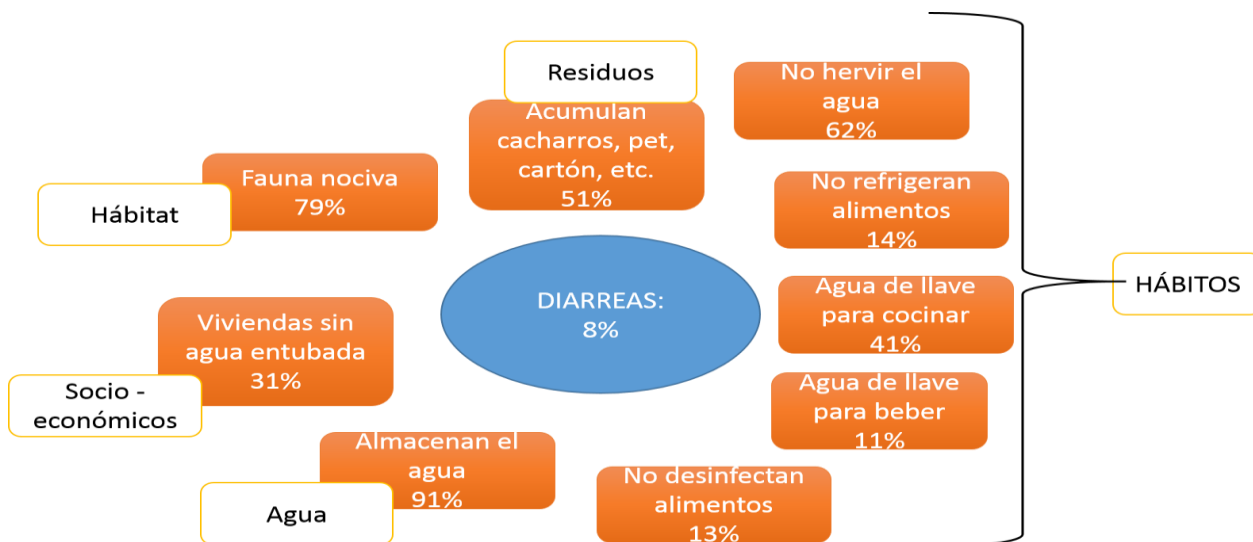 Residuos
Acumulan
cacharros, pet,
cartón, etc.
51%
No hervir el
agua
62%
Fauna nociva
79%
Hábitat
No refrigeran
alimentos
14%
DIARREAS:
8%
Agua de llave
para cocinar
41%
HÁBITOS
Viviendas sin
agua entubada
31%
Socio -
económicos
Agua de llave
para beber
11%
Almacenan el
agua
91%
Agua
No desinfectan
alimentos
13%